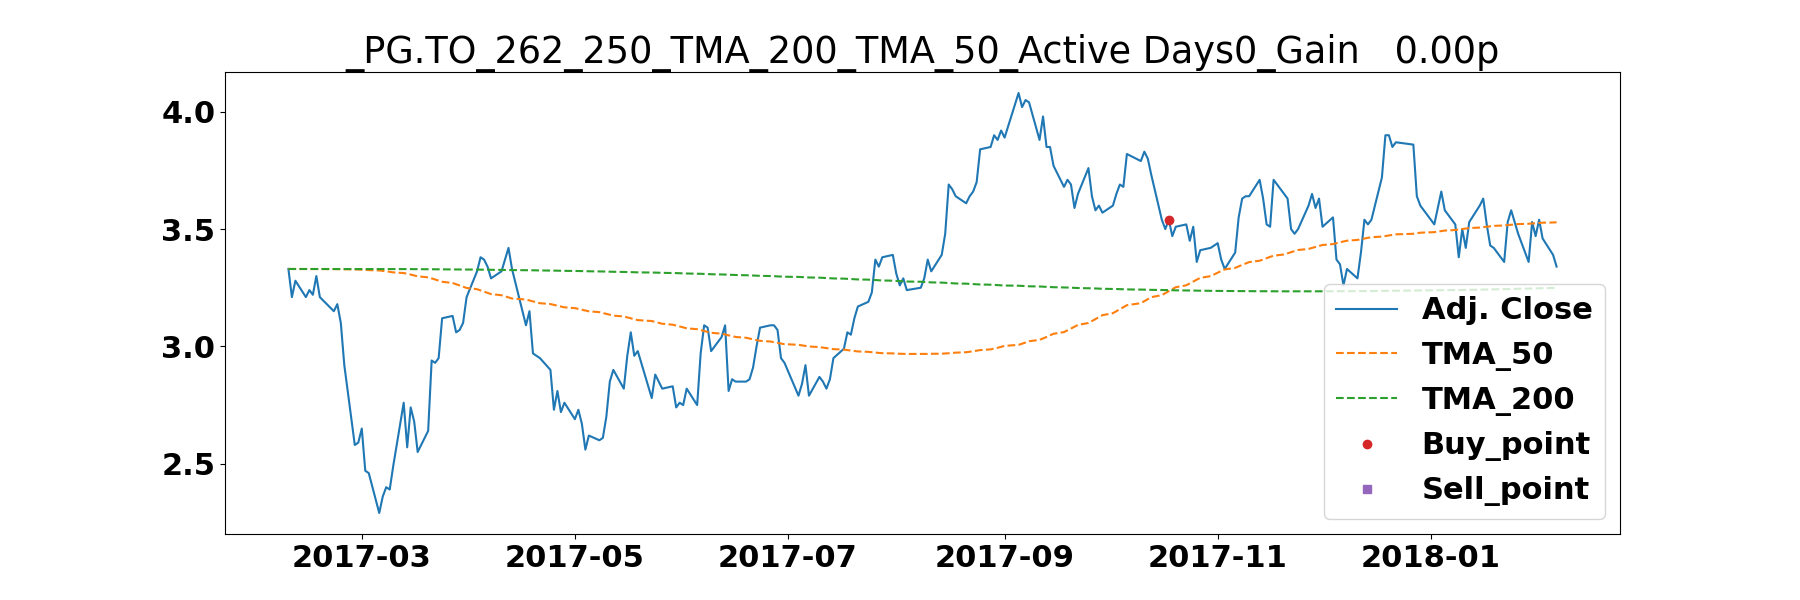 _PG.TO_262_250_TMA_200_TMA_50_Active Days0_Gain   0.00p
4.0
3.5
3.0
2.5
Adj. Close
TMA_50
TMA_200
Buy_point
Sell_point
2017-03 2017-05 2017-07 2017-09 2017-11 2018-01